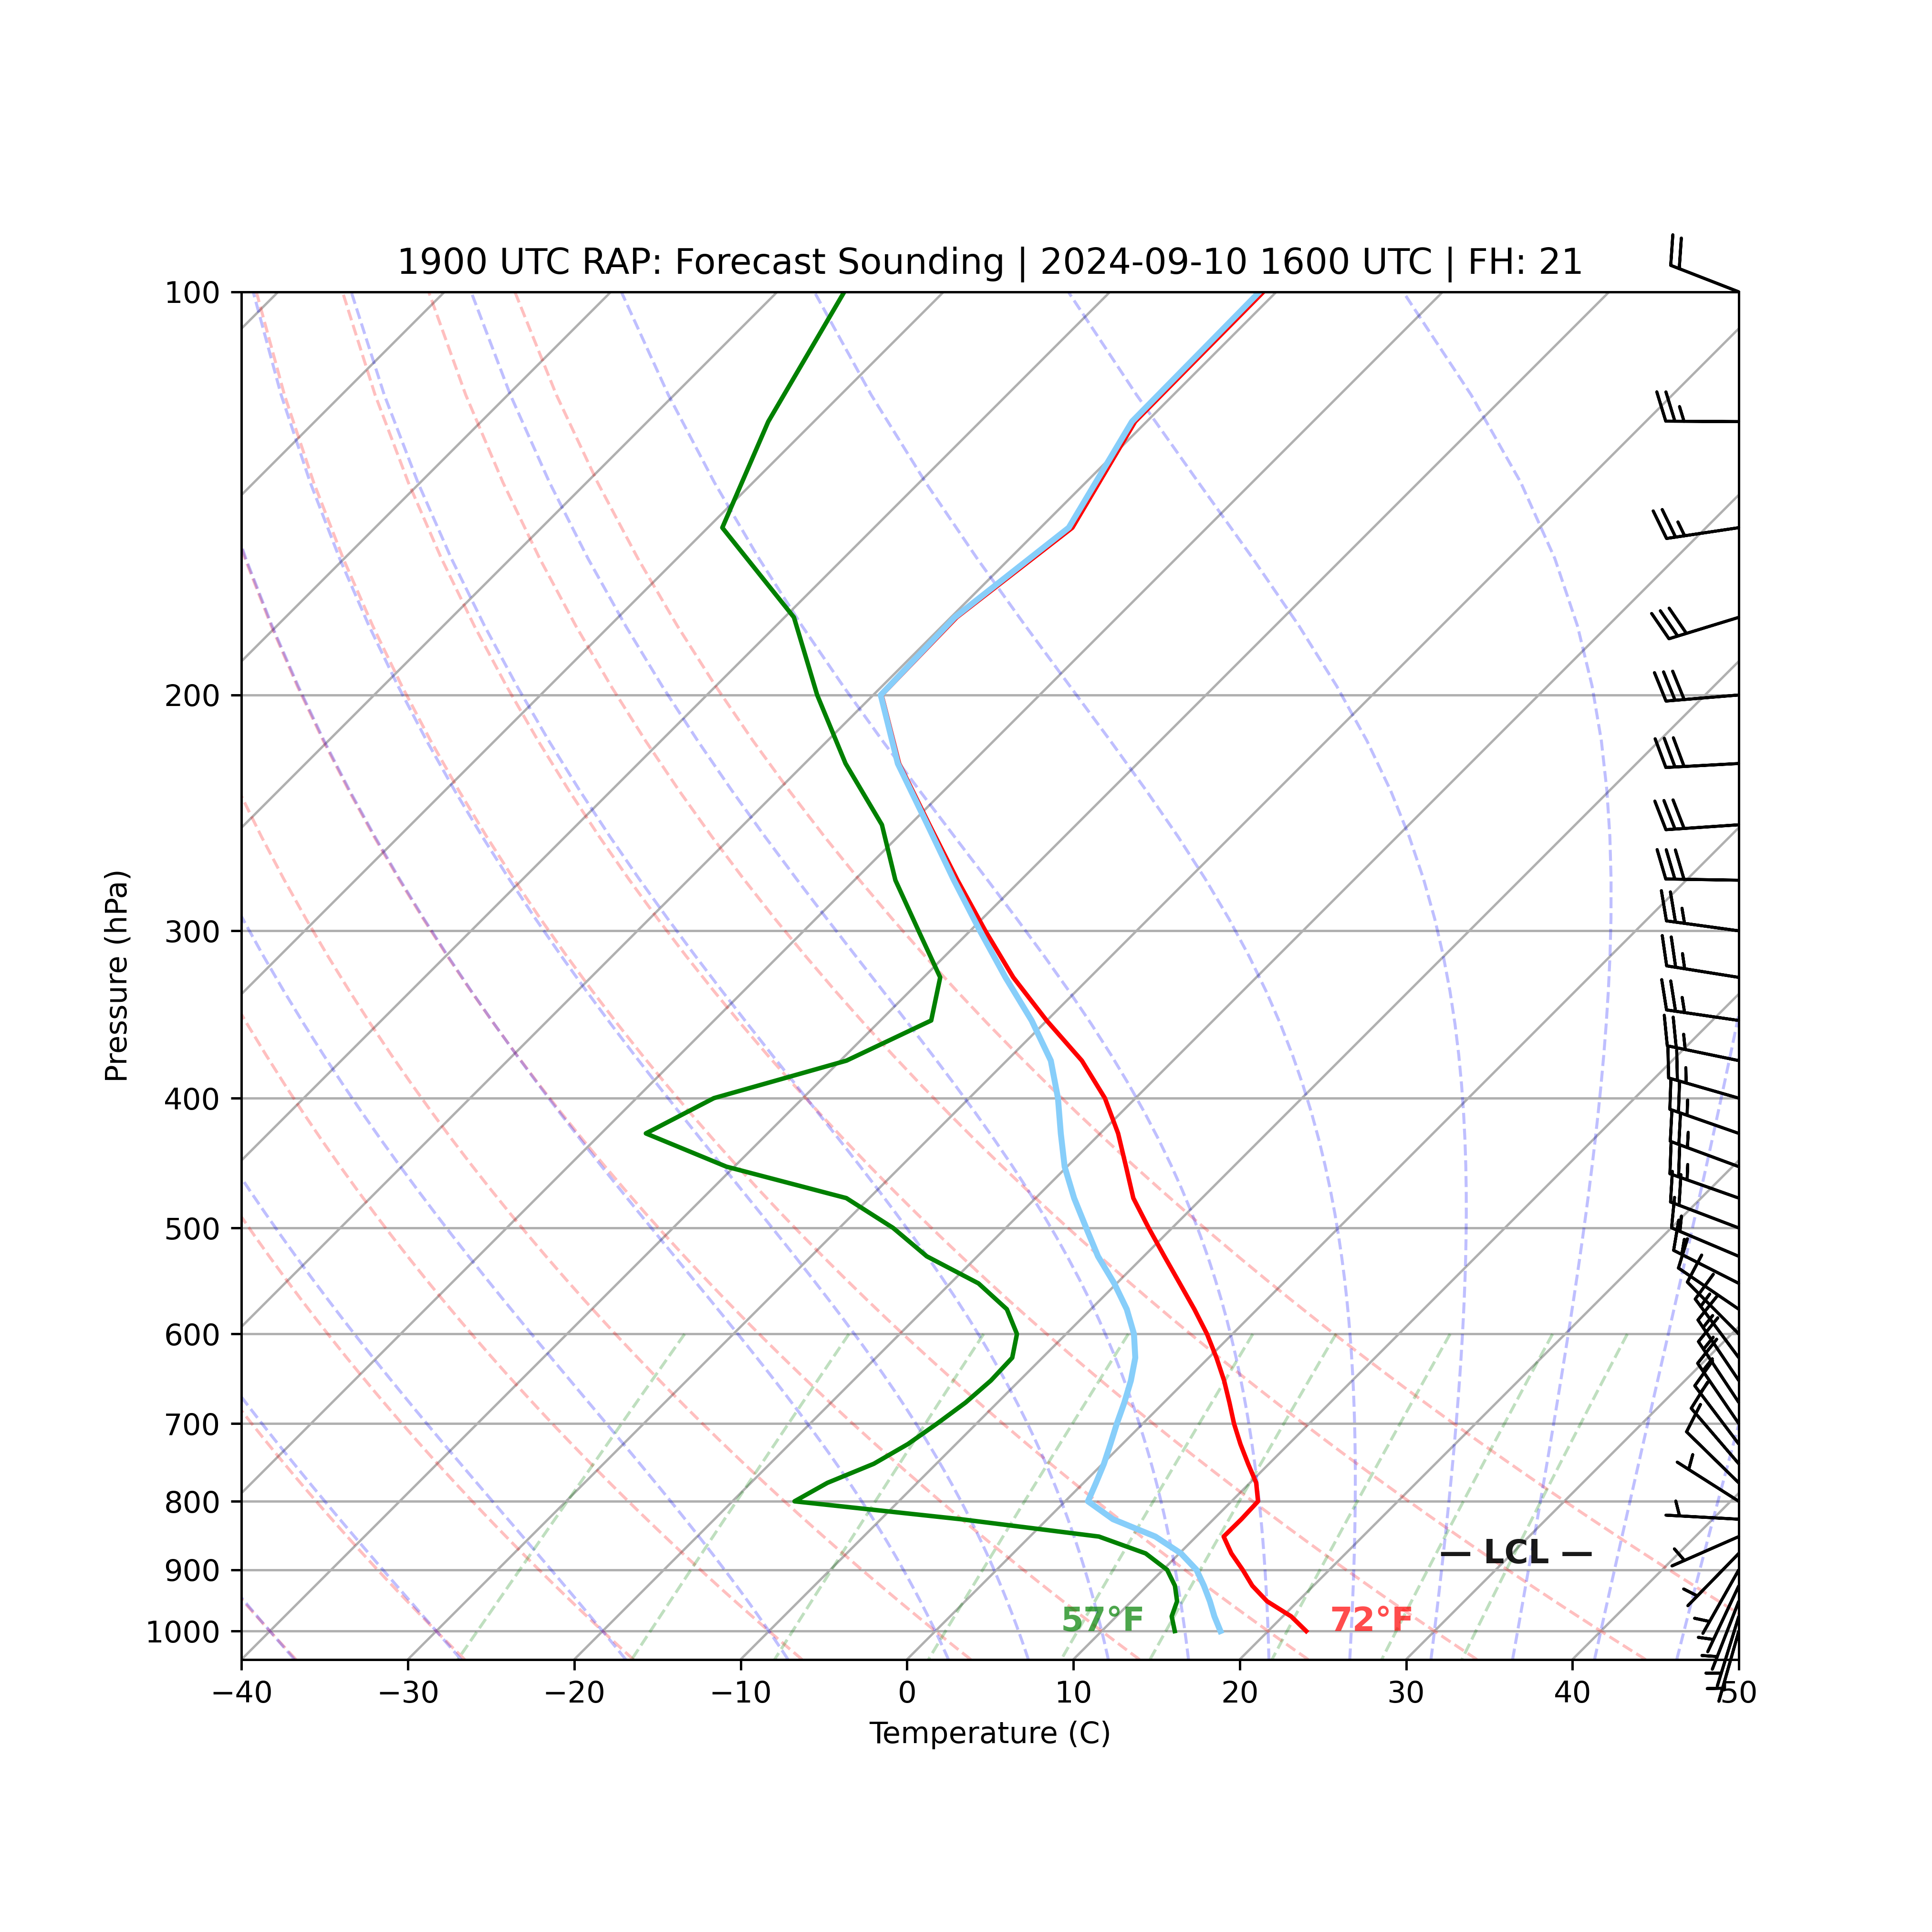 1900 UTC RAP: Forecast Sounding | 2024-09-10 1600 UTC | FH: 21
100
200
300
400
500
600
700
800
900
1000
Pressure (hPa)
— LCL —
57°F
72°F
−40 −30 −20 −10 0 10 20 30 40 50
Temperature (C)